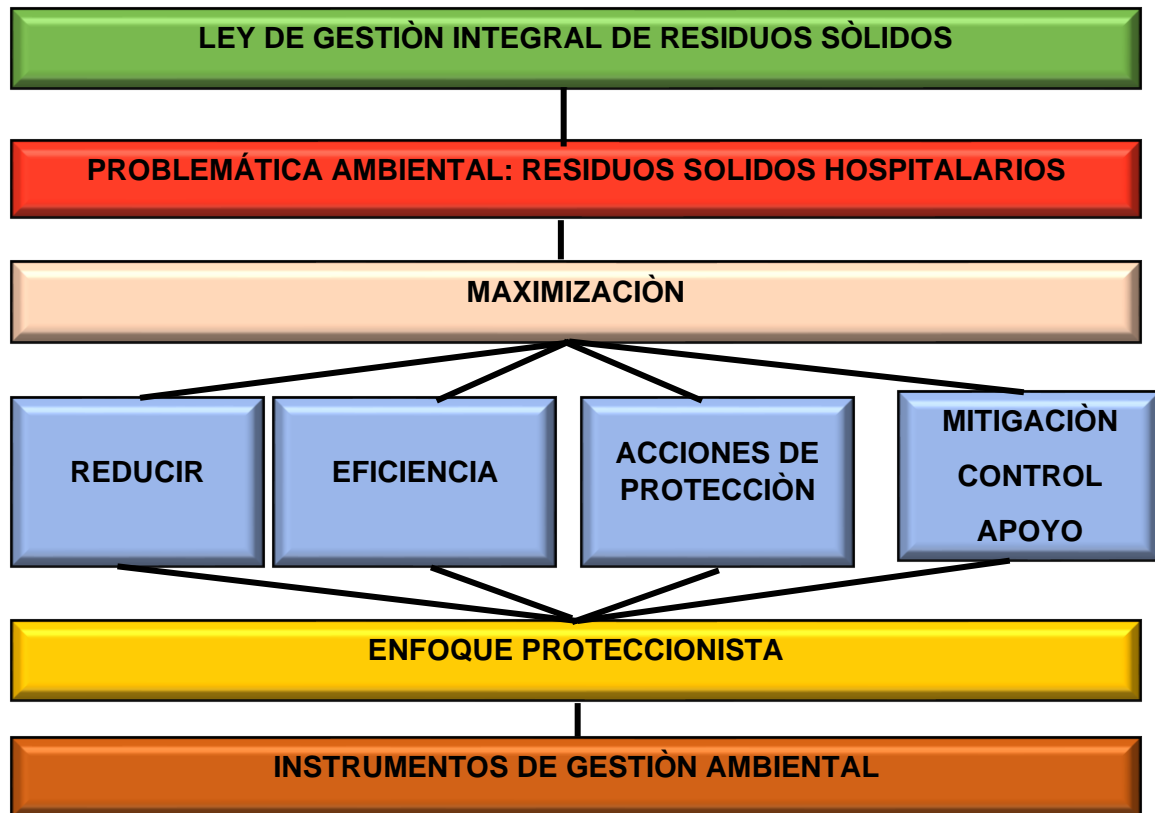 LEY DE GESTIÒN INTEGRAL DE RESIDUOS SÒLIDOS
PROBLEMÁTICA AMBIENTAL: RESIDUOS SOLIDOS HOSPITALARIOS
MAXIMIZACIÒN
REDUCIR
EFICIENCIA
ACCIONES DE
PROTECCIÒN
MITIGACIÒN
CONTROL
APOYO
ENFOQUE PROTECCIONISTA
INSTRUMENTOS DE GESTIÒN AMBIENTAL